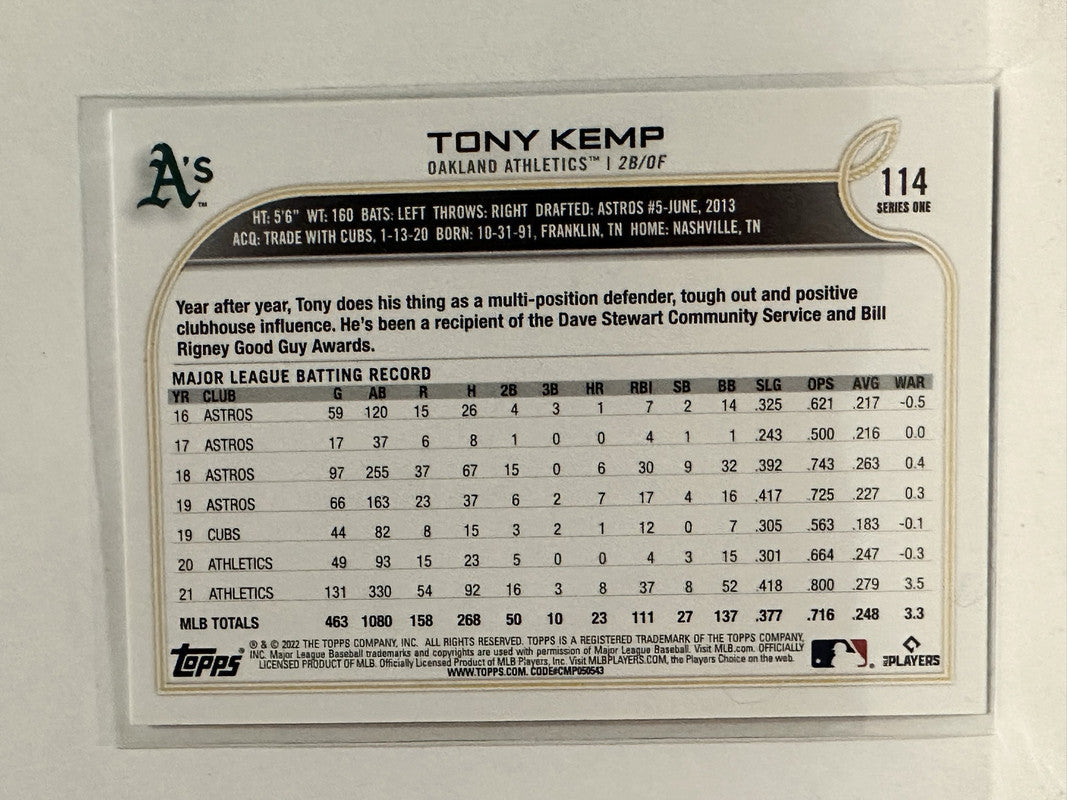 A's™
TONY KEMP
OAKLAND ATHLETICS™ | 2B/OF
114
SERIES ONE
HT: 5'6" WT: 160 BATS: LEFT THROWS: RIGHT DRAFTED: ASTROS #5-JUNE, 2013
ACQ: TRADE WITH CUBS, 1-13-20 BORN: 10-31-91, FRANKLIN, TN HOME: NASHVILLE, TN
Year after year, Tony does his thing as a multi-position defender, tough out and positive
clubhouse influence. He's been a recipient of the Dave Stewart Community Service and Bill
Rigney Good Guy Awards.
MAJOR LEAGUE BATTING RECORD
YR CLUB G AB R H 2B 3B HR RBI SB BB SLG OPS AVG WAR
16 ASTROS 59 120 15 26 4 3 1 7 2 14 .325 .621 .217 -0.5
17 ASTROS 17 37 6 8 1 0 0 4 1 1 .243 .500 .216 0.0
18 ASTROS 97 255 37 67 15 0 6 30 9 32 .392 .743 .263 0.4
19 ASTROS 66 163 23 37 6 2 7 17 4 16 .417 .725 .227 0.3
19 CUBS 44 82 8 15 3 2 1 12 0 7 .305 .563 .183 -0.1
20 ATHLETICS 49 93 15 23 5 0 0 4 3 15 .301 .664 .247 -0.3
21 ATHLETICS 131 330 54 92 16 3 8 37 8 52 .418 .800 .279 3.5
MLB TOTALS 463 1080 158 268 50 10 23 111 27 137 .377 .716 .248 3.3
Topps®
® & © 2022 THE TOPPS COMPANY, INC. ALL RIGHTS RESERVED. TOPPS IS A REGISTERED TRADEMARK OF THE TOPPS COMPANY,
INC. Major League Baseball trademarks and copyrights are used with permission of Major League Baseball. Visit MLB.com. OFFICIALLY
LICENSED PRODUCT OF MLB. Officially Licensed Product of MLB Players, Inc. Visit MLBPLAYERS.COM, the Players Choice on the web.
WWW.TOPPS.COM. CODE#CMP050543
MLB PLAYERS